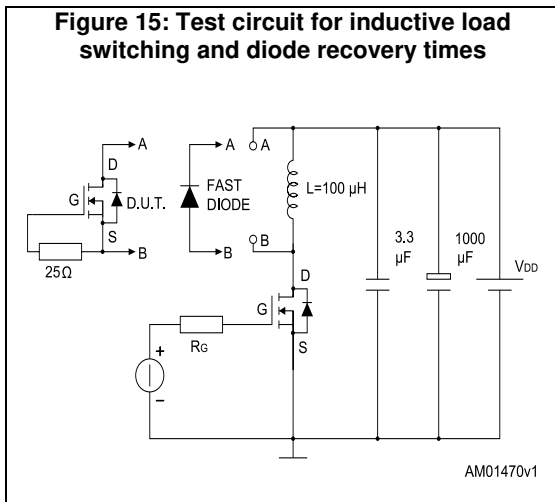 Figure 15: Test circuit for inductive load
switching and diode recovery times
A
D
G
D.U.T.
S
B
25Ω
A
FAST
DIODE
B
A
B
L=100 µH
D
G
S
RG
+
–
3.3
µF
1000
µF
VDD
AM01470v1